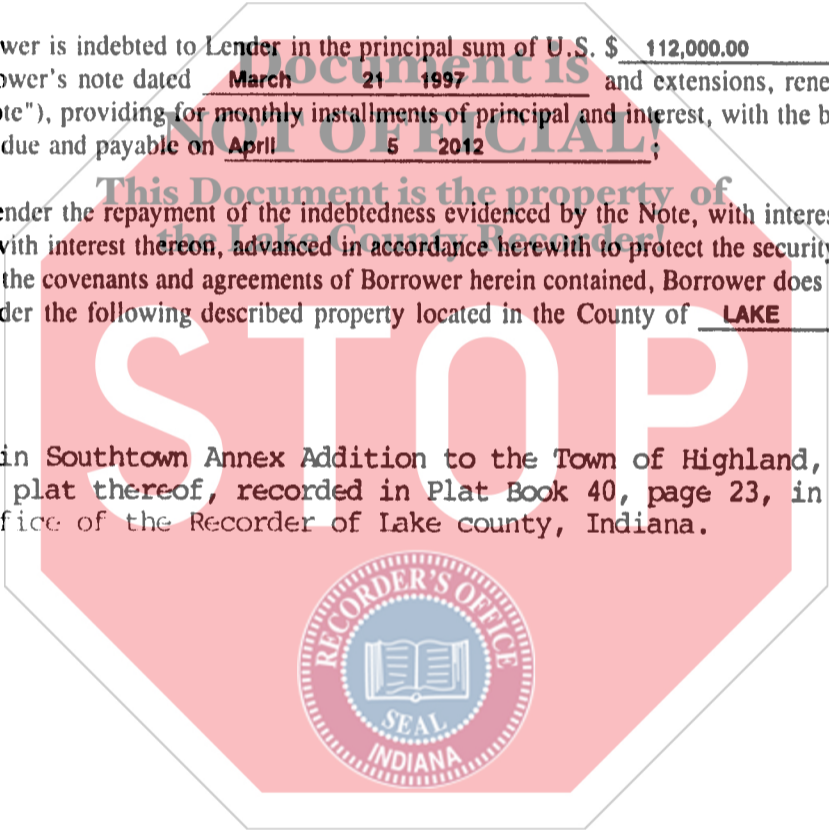 wer is indebted to Lender in the principal sum of U.S. $ 112,000.00
ower's note dated March 21 1997 and extensions, rene
ote"), providing for monthly installments of principal and interest, with the b
due and payable on April 5 2012 ;
ender the repayment of the indebtedness evidenced by the Note, with interes
with interest thereon, advanced in accordance herewith to protect the security
the covenants and agreements of Borrower herein contained, Borrower does
der the following described property located in the County of LAKE
in Southtown Annex Addition to the Town of Highland,
plat thereof, recorded in Plat Book 40, page 23, in
fice of the Recorder of Lake county, Indiana.
Document is
NOT OFFICIAL!
This Document is the property of
the Lake County Recorder!
STOP
RECORDER'S OFFICE
SEAL
INDIANA